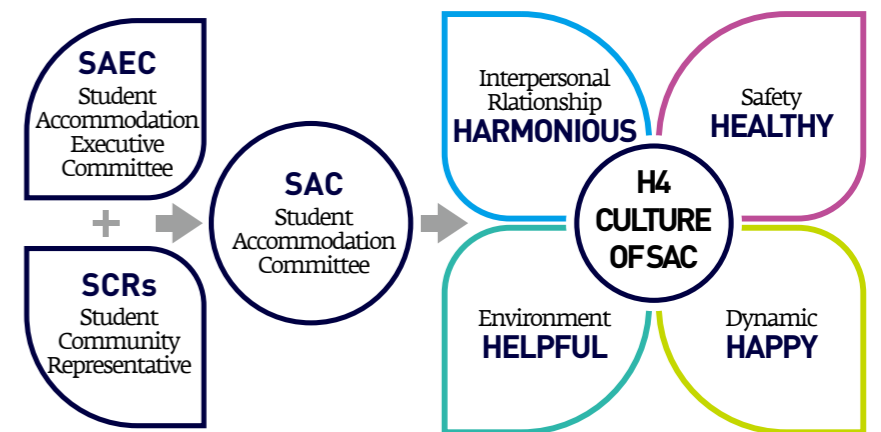 SAEC
Student
Accommodation
Executive
Committee
+
SCRs
Student
Community
Representative
SAC
Student
Accommodation
Committee
Interpersonal
Rlationship
HARMONIOUS
Safety
HEALTHY
H4
CULTURE
OF SAC
Environment
HELPFUL
Dynamic
HAPPY